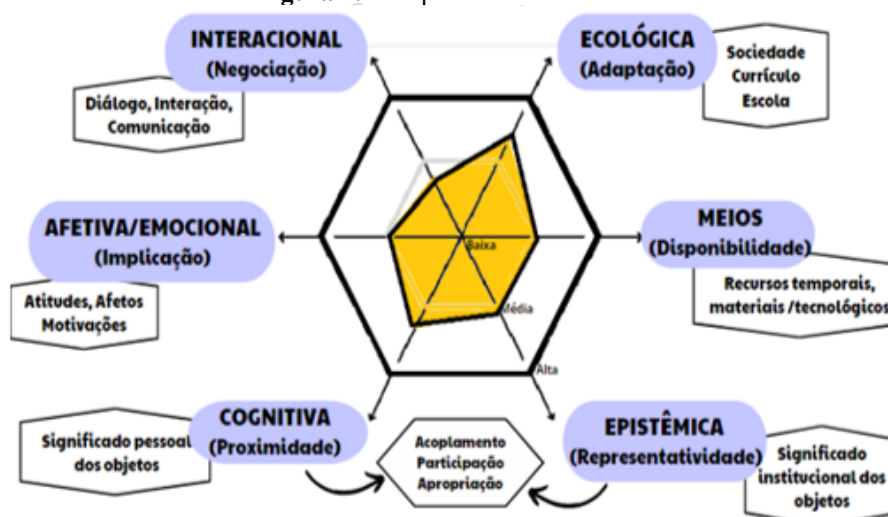 INTERACIONAL
(Negociação)
ECOLÓGICA
(Adaptação)
Sociedade
Currículo
Escola
Diálogo, Interação,
Comunicação
AFETIVA/EMOCIONAL
(Implicação)
MEIOS
(Disponibilidade)
Baixa
Atitudes, Afetos
Motivações
Recursos temporais,
materiais/tecnológicos
Média
Alta
COGNITIVA
(Proximidade)
EPISTÊMICA
(Representatividade)
Significado pessoal
dos objetos
Acoplamento
Participação
Apropriação
Significado
institucional dos
objetos